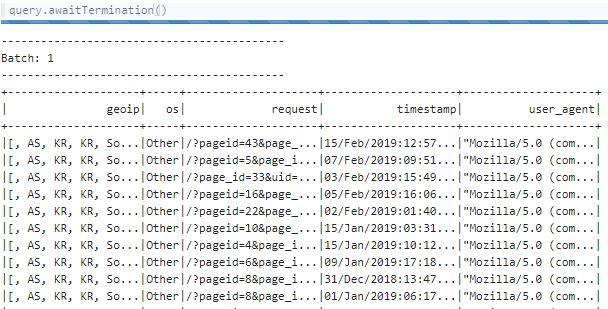 query.awaitTermination()
-------------------------------------------
Batch: 1
-------------------------------------------
+--------------------+-----+--------------------+--------------------+--------------------+
|               geoip|   os|             request|           timestamp|          user_agent|
+--------------------+-----+--------------------+--------------------+--------------------+
|[, AS, KR, KR, So...|Other|/?pageid=43&page_...|15/Feb/2019:12:57...|"Mozilla/5.0 (com...|
|[, AS, KR, KR, So...|Other|/?pageid=5&page_i...|07/Feb/2019:09:51...|"Mozilla/5.0 (com...|
|[, AS, KR, KR, So...|Other|/?page_id=33&uid=...|03/Feb/2019:15:49...|"Mozilla/5.0 (com...|
|[, AS, KR, KR, So...|Other|/?pageid=16&page_...|05/Feb/2019:16:06...|"Mozilla/5.0 (com...|
|[, AS, KR, KR, So...|Other|/?pageid=22&page_...|02/Feb/2019:01:40...|"Mozilla/5.0 (com...|
|[, AS, KR, KR, So...|Other|/?pageid=10&page_...|15/Jan/2019:03:31...|"Mozilla/5.0 (com...|
|[, AS, KR, KR, So...|Other|/?pageid=4&page_i...|15/Jan/2019:10:12...|"Mozilla/5.0 (com...|
|[, AS, KR, KR, So...|Other|/?pageid=6&page_i...|09/Jan/2019:17:18...|"Mozilla/5.0 (com...|
|[, AS, KR, KR, So...|Other|/?pageid=8&page_i...|31/Dec/2018:13:47...|"Mozilla/5.0 (com...|
|[, AS, KR, KR, So...|Other|/?pageid=8&page_i...|01/Jan/2019:06:17...|"Mozilla/5.0 (com...|